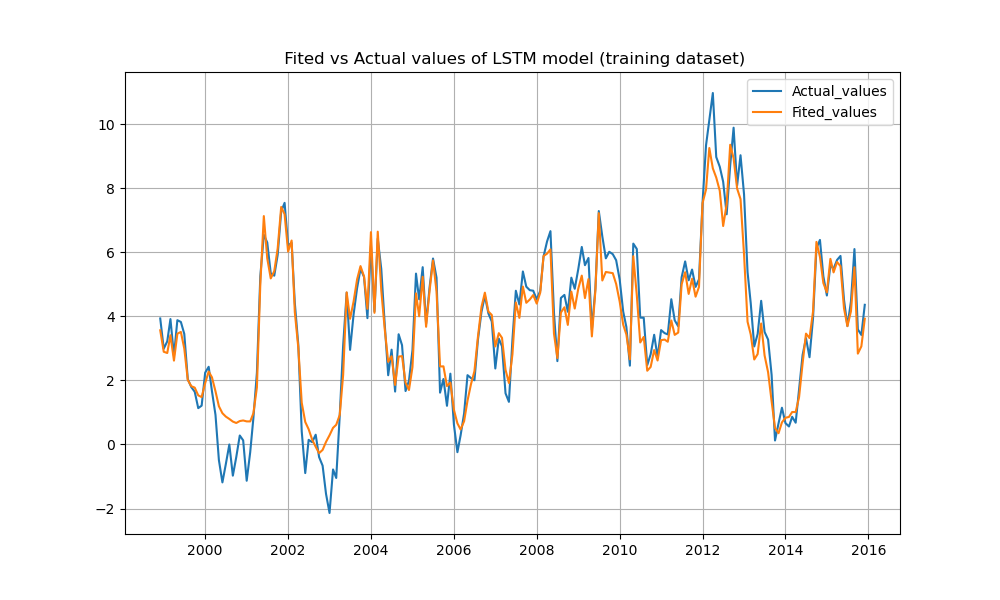 Fited vs Actual values of LSTM model (training dataset)
Actual_values
Fited_values
10
8
6
4
2
0
−2
2000 2002 2004 2006 2008 2010 2012 2014 2016